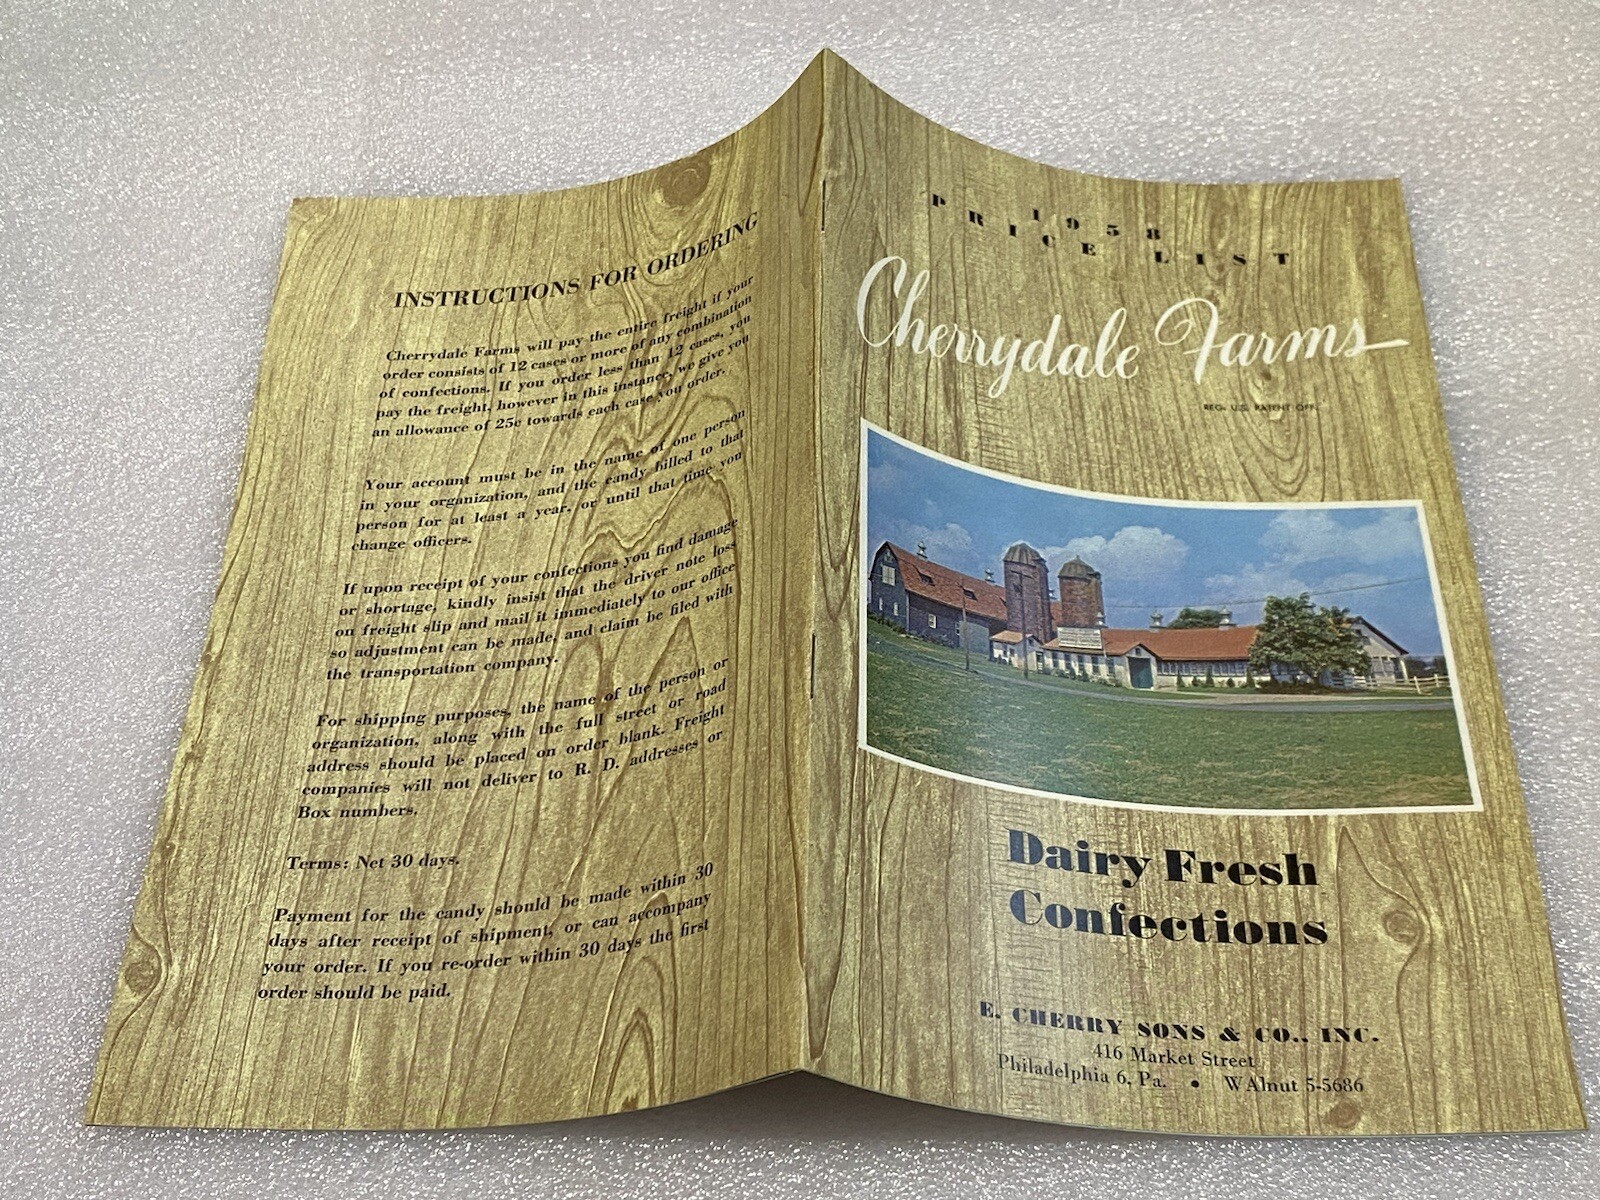 INSTRUCTIONS FOR ORDERING
Cherrydale Farms will pay the entire freight if your
order consists of 12 cases or more of any combination
of confections. If you order less than 12 cases, you
pay the freight, however in this instance, we give you
an allowance of 25c towards each case you order.
Your account must be in the name of one person
in your organization, and the candy billed to that
person for at least a year, or until that time you
change officers.
If upon receipt of your confections you find damage
or shortage, kindly insist that the driver note loss
on freight slip and mail it immediately to our office
so adjustment can be made, and claim be filed with
the transportation company.
For shipping purposes, the name of the person or
organization, along with the full street or road
address should be placed on order blank. Freight
companies will not deliver to R. D. addresses or
Box numbers.
Terms: Net 30 days.
Payment for the candy should be made within 30
days after receipt of shipment, or can accompany
your order. If you re-order within 30 days the first
order should be paid.
1958
PRICE LIST
Cherrydale Farms
REG. U.S. PATENT OFF.
Dairy Fresh
Confections
E. CHERRY SONS & CO., INC.
416 Market Street
Philadelphia 6, Pa. • WAlnut 5-5686